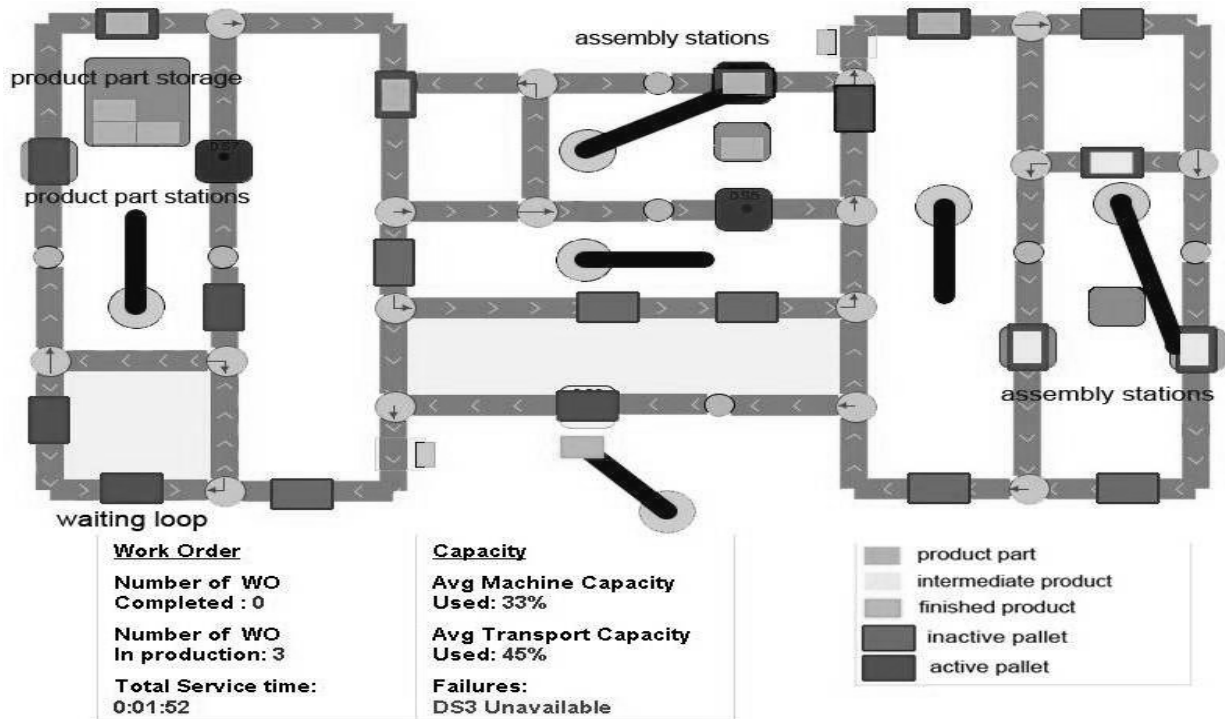 assembly stations
product part storage
DS7
product part stations
DS5
assembly stations
waiting loop
Work Order
Number of WO
Completed : 0
Number of WO
In production: 3
Total Service time:
0:01:52
Capacity
Avg Machine Capacity
Used: 33%
Avg Transport Capacity
Used: 45%
Failures:
DS3 Unavailable
product part
intermediate product
finished product
inactive pallet
active pallet